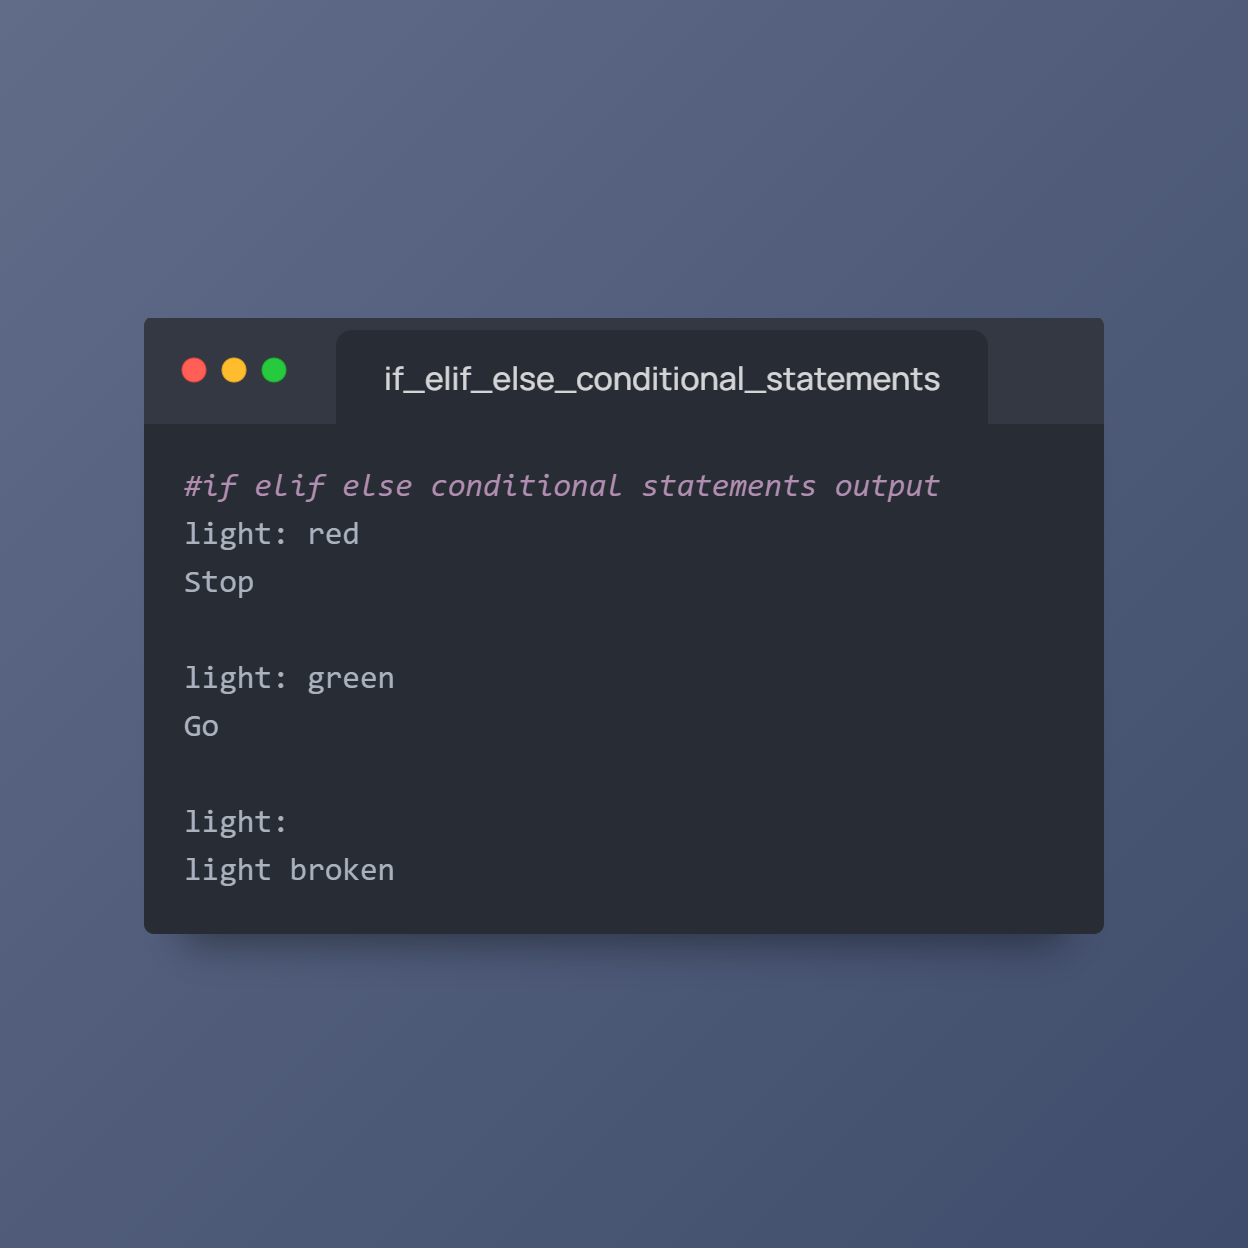 if_elif_else_conditional_statements
#if elif else conditional statements output
light: red
Stop
light: green
Go
light:
light broken